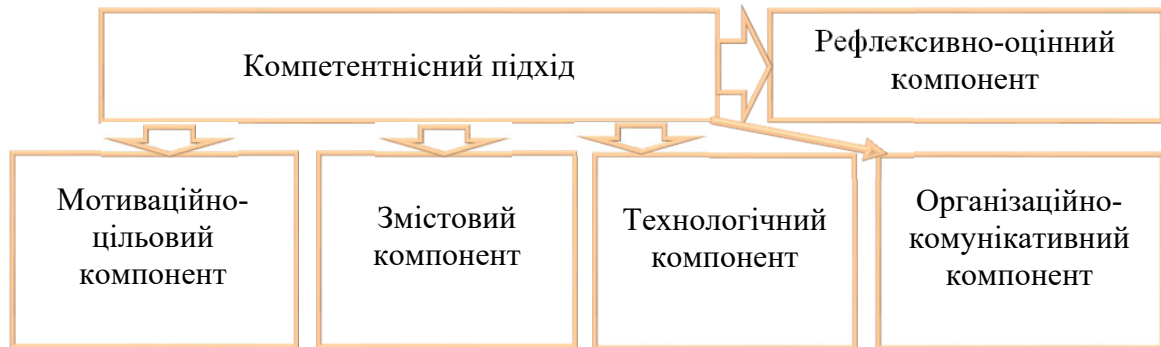 Компетентнісний підхід
Рефлексивно-оцінний
компонент
Мотиваційно-
цільовий
компонент
Змістовий
компонент
Технологічний
компонент
Організаційно-
комунікативний
компонент